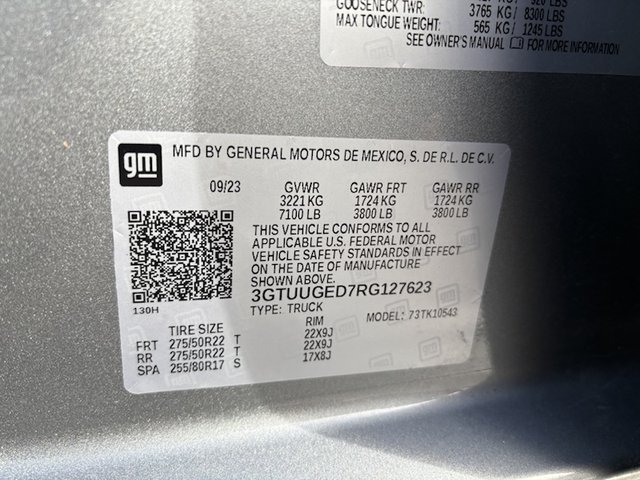 GOOSENECK TWR: 3765 KG/ 8300 LBS
MAX TONGUE WEIGHT: 565 KG/ 1245 LBS
SEE OWNER'S MANUAL FOR MORE INFORMATION
gm MFD BY GENERAL MOTORS DE MEXICO, S. DE R.L. DE C.V.
09/23 GVWR GAWR FRT GAWR RR
3221 KG 1724 KG 1724 KG
7100 LB 3800 LB 3800 LB
THIS VEHICLE CONFORMS TO ALL
APPLICABLE U.S. FEDERAL MOTOR
VEHICLE SAFETY STANDARDS IN EFFECT
ON THE DATE OF MANUFACTURE
SHOWN ABOVE.
3GTUUGED7RG127623
130H
TYPE: TRUCK MODEL: 73TK10543
TIRE SIZE RIM
FRT 275/50R22 T 22X9J
RR 275/50R22 T 22X9J
SPA 255/80R17 S 17X8J